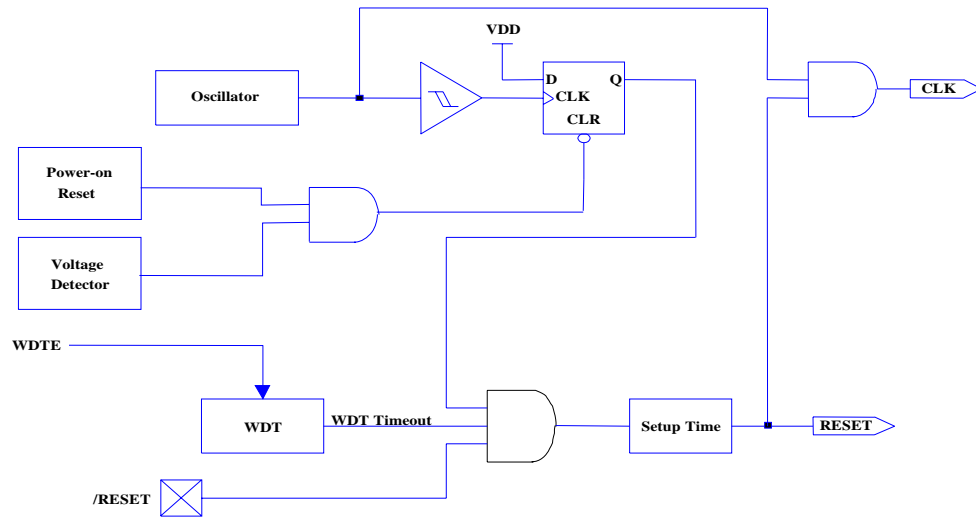 VDD
Oscillator
D
Q
CLK
CLR
CLK
Power-on
Reset
Voltage
Detector
WDTE
WDT
WDT Timeout
Setup Time
RESET
/RESET